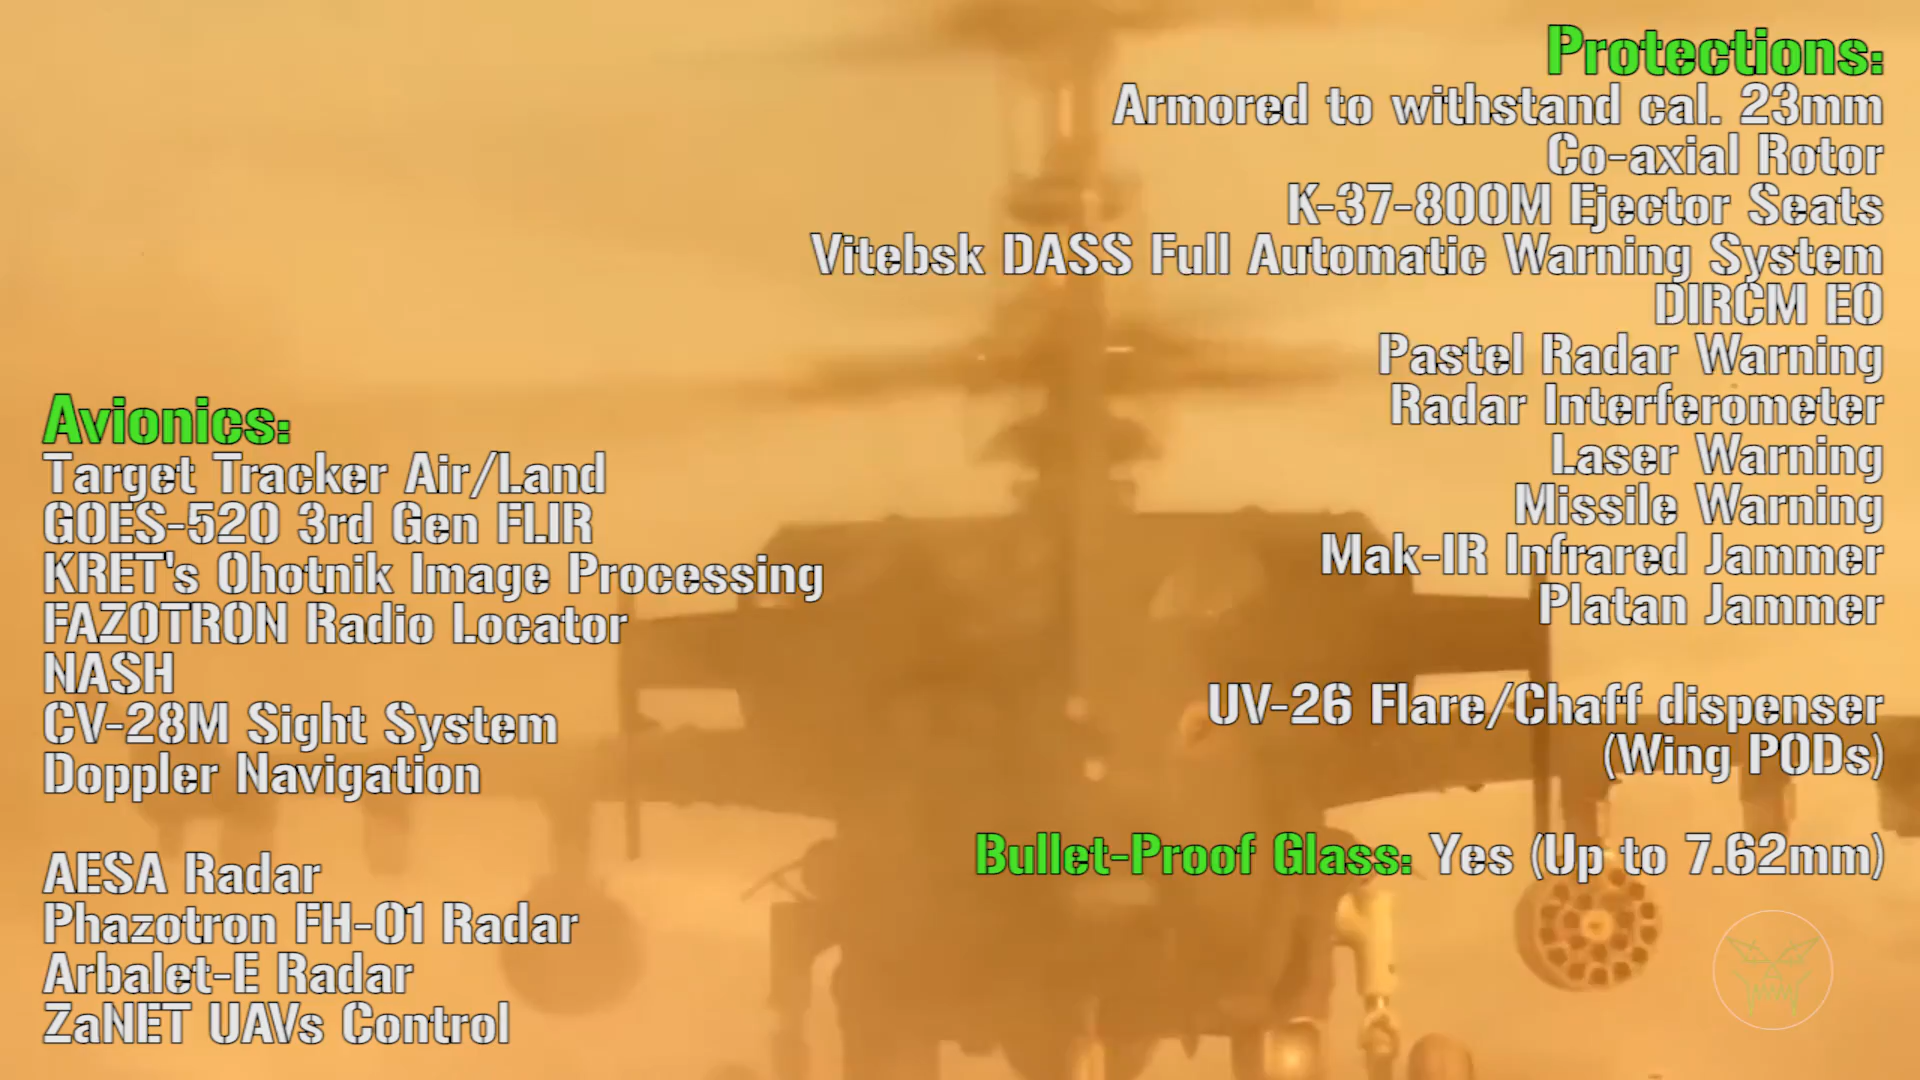 Protections:
Armored to withstand cal. 23mm
Co-axial Rotor
K-37-800M Ejector Seats
Vitebsk DASS Full Automatic Warning System
DIRCM EO
Pastel Radar Warning
Radar Interferometer
Laser Warning
Missile Warning
Mak-IR Infrared Jammer
Platan Jammer
UV-26 Flare/Chaff dispenser
(Wing PODs)
Bullet-Proof Glass: Yes (Up to 7.62mm)
Avionics:
Target Tracker Air/Land
GOES-520 3rd Gen FLIR
KRET's Ohotnik Image Processing
FAZOTRON Radio Locator
NASH
CV-28M Sight System
Doppler Navigation
AESA Radar
Phazotron FH-01 Radar
Arbalet-E Radar
ZaNET UAVs Control